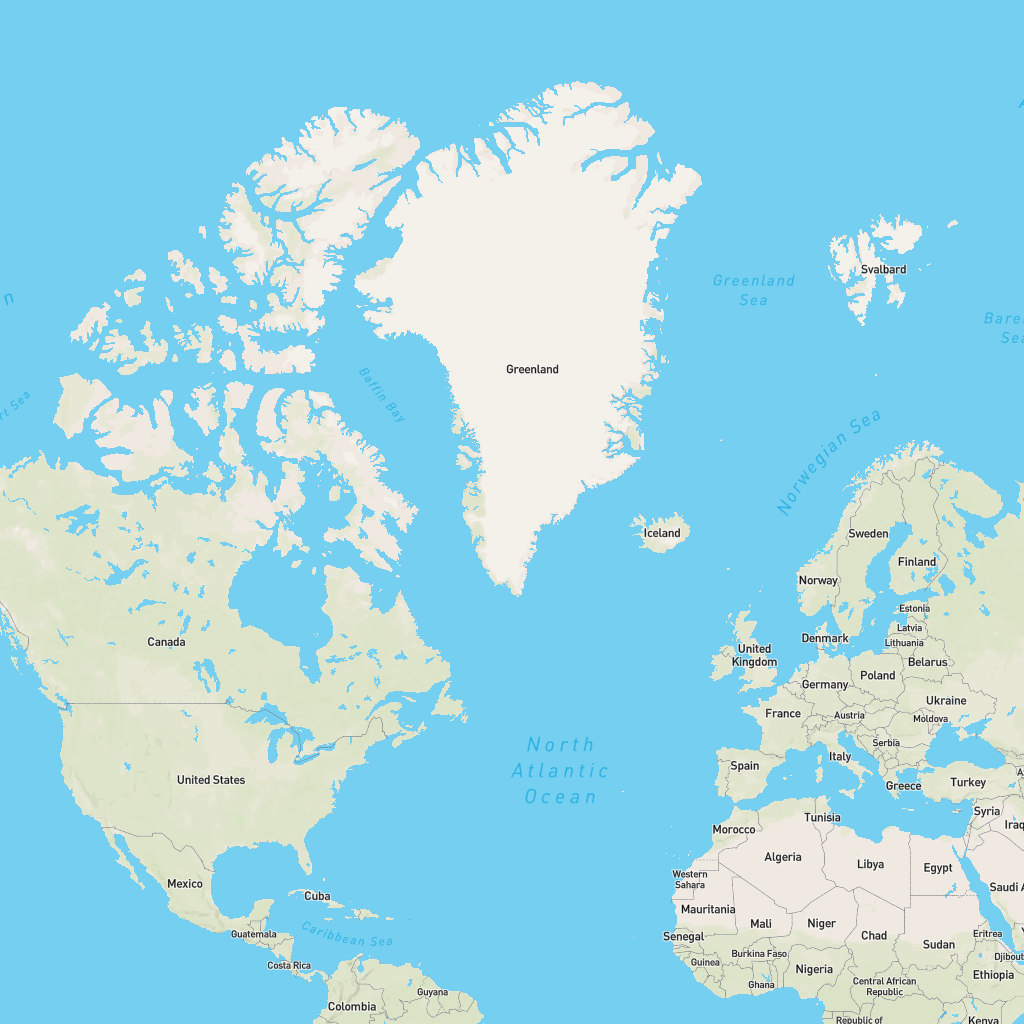 Greenland
Sea
Svalbard
Greenland
Baffin Bay
Norwegian Sea
Iceland
Sweden
Finland
Norway
Estonia
Latvia
Lithuania
Denmark
United
Kingdom
Canada
Belarus
Poland
Germany
Ukraine
France
Austria
Moldova
Serbia
North
Atlantic
Ocean
Italy
Spain
United States
Turkey
Greece
Syria
Tunisia
Morocco
Iraq
Algeria
Libya
Egypt
Western
Sahara
Mexico
Cuba
Mauritania
Mali
Niger
Chad
Sudan
Eritrea
Senegal
Guatemala
Caribbean Sea
Burkina Faso
Djibout
Guinea
Nigeria
Ethiopia
Costa Rica
Ghana
Central African
Republic
Guyana
Colombia
Republic of
Kenya
Saudi A
Bare
Sea
rt Sea
n